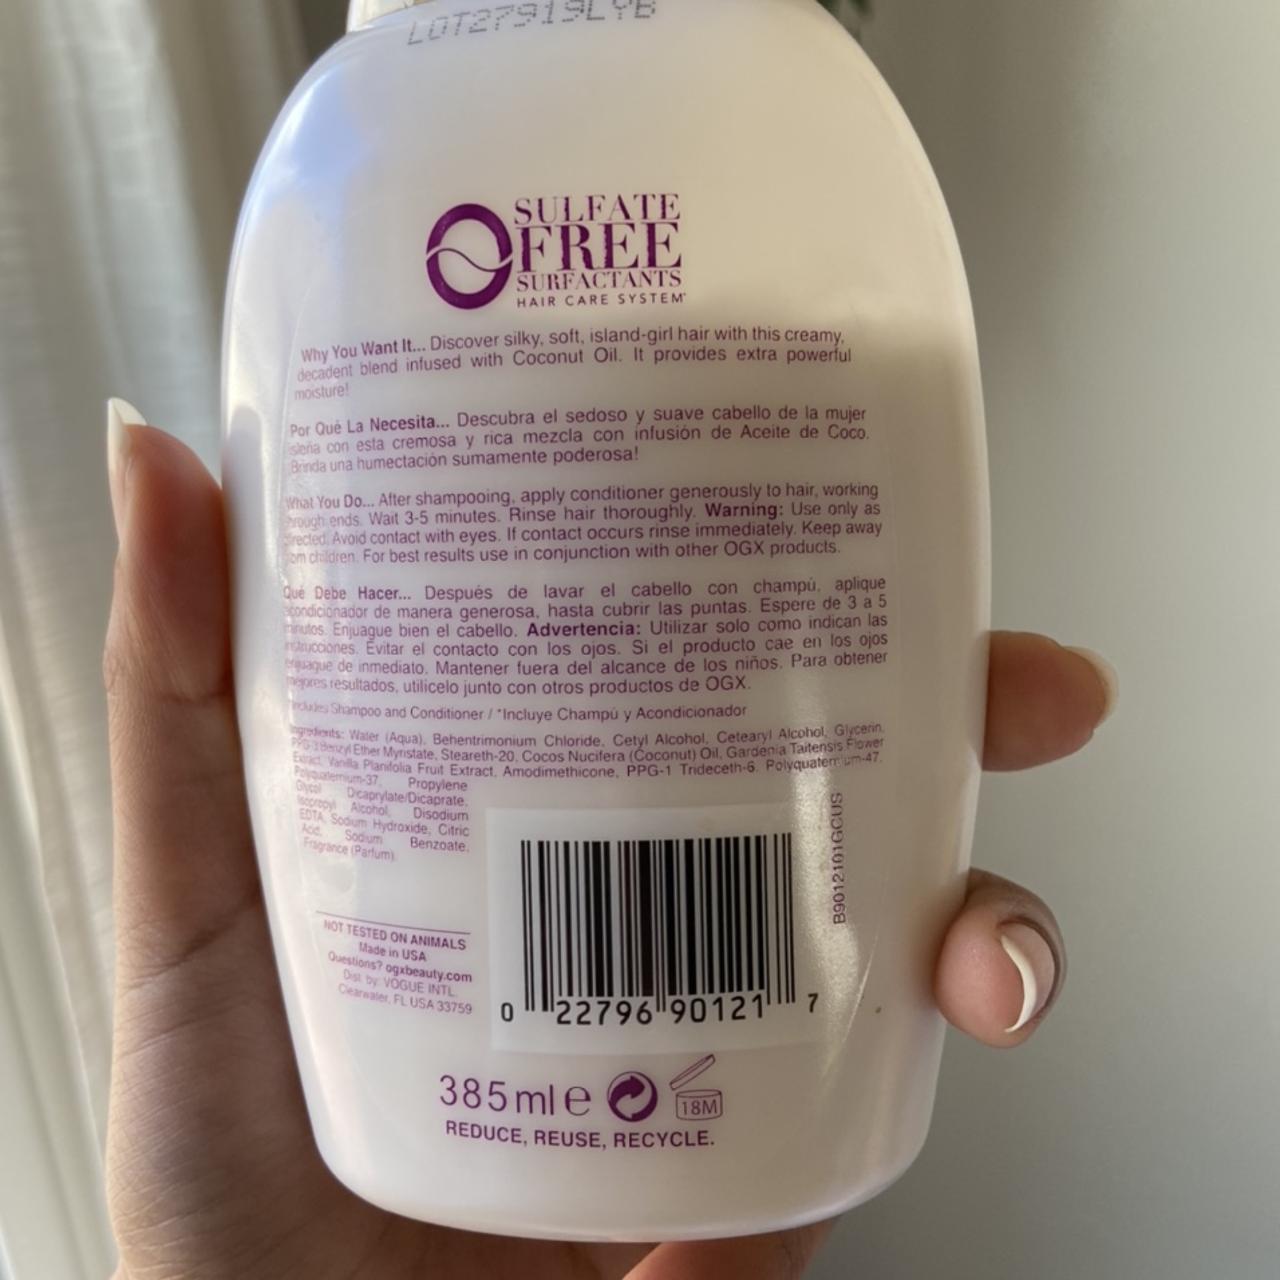 LOT27919LYB
SULFATE
FREE
SURFACTANTS
HAIR CARE SYSTEM
Why You Want It... Discover silky, soft, island-girl hair with this creamy,
decadent blend infused with Coconut Oil. It provides extra powerful
moisture!
Por Qué La Necesita... Descubra el sedoso y suave cabello de la mujer
isleña con esta cremosa y rica mezcla con infusión de Aceite de Coco.
Brinda una humectación sumamente poderosa!
What You Do... After shampooing, apply conditioner generously to hair, working
through ends. Wait 3-5 minutes. Rinse hair thoroughly. Warning: Use only as
directed. Avoid contact with eyes. If contact occurs rinse immediately. Keep away
from children. For best results use in conjunction with other OGX products.
Qué Debe Hacer... Después de lavar el cabello con champú, aplique
acondicionador de manera generosa, hasta cubrir las puntas. Espere de 3 a 5
minutos. Enjuague bien el cabello. Advertencia: Utilizar solo como indican las
instrucciones. Evitar el contacto con los ojos. Si el producto cae en los ojos
enjuague de inmediato. Mantener fuera del alcance de los niños. Para obtener
mejores resultados, utilícelo junto con otros productos de OGX.
*Includes Shampoo and Conditioner / *Incluye Champú y Acondicionador
Ingredients: Water (Aqua), Behentrimonium Chloride, Cetyl Alcohol, Cetearyl Alcohol, Glycerin,
PPG-3 Benzyl Ether Myristate, Steareth-20, Cocos Nucifera (Coconut) Oil, Gardenia Taitensis Flower
Extract, Vanilla Planifolia Fruit Extract, Amodimethicone, PPG-1 Trideceth-6, Polyquaternium-47,
Polyquaternium-37, Propylene
Glycol Dicaprylate/Dicaprate,
Isopropyl Alcohol, Disodium
EDTA, Sodium Hydroxide, Citric
Acid, Sodium Benzoate,
Fragrance (Parfum).
B9012101GCUS
NOT TESTED ON ANIMALS
Made in USA
Questions? ogxbeauty.com
Dist. by: VOGUE INTL.
Clearwater, FL USA 33759
0 22796 90121 7
385ml e
18M
REDUCE, REUSE, RECYCLE.